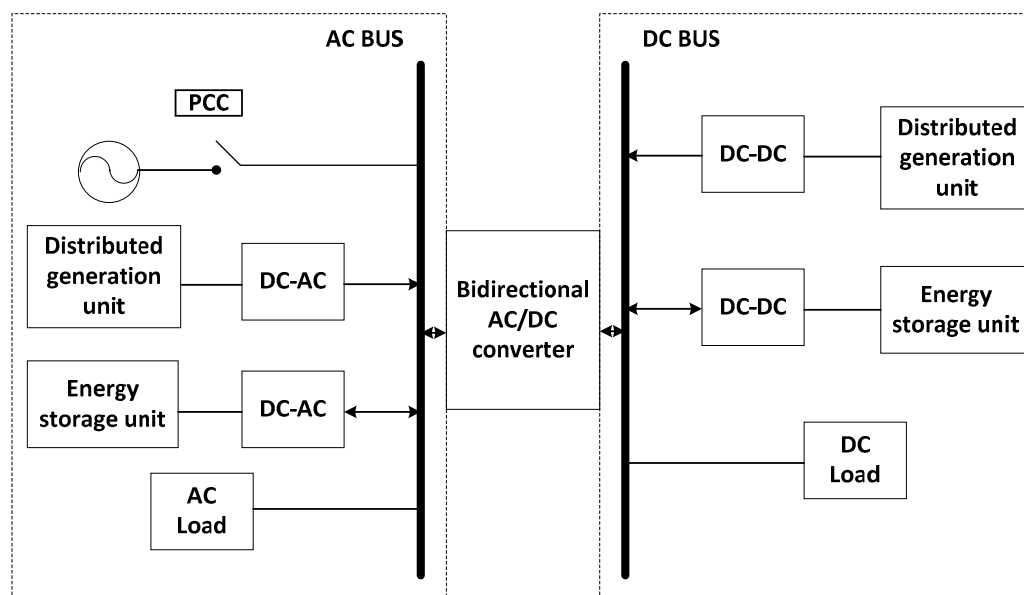 AC BUS
DC BUS
PCC
Distributed
generation
unit
DC-AC
Energy
storage unit
DC-AC
AC
Load
Bidirectional
AC/DC
converter
DC-DC
Distributed
generation
unit
DC-DC
Energy
storage unit
DC
Load